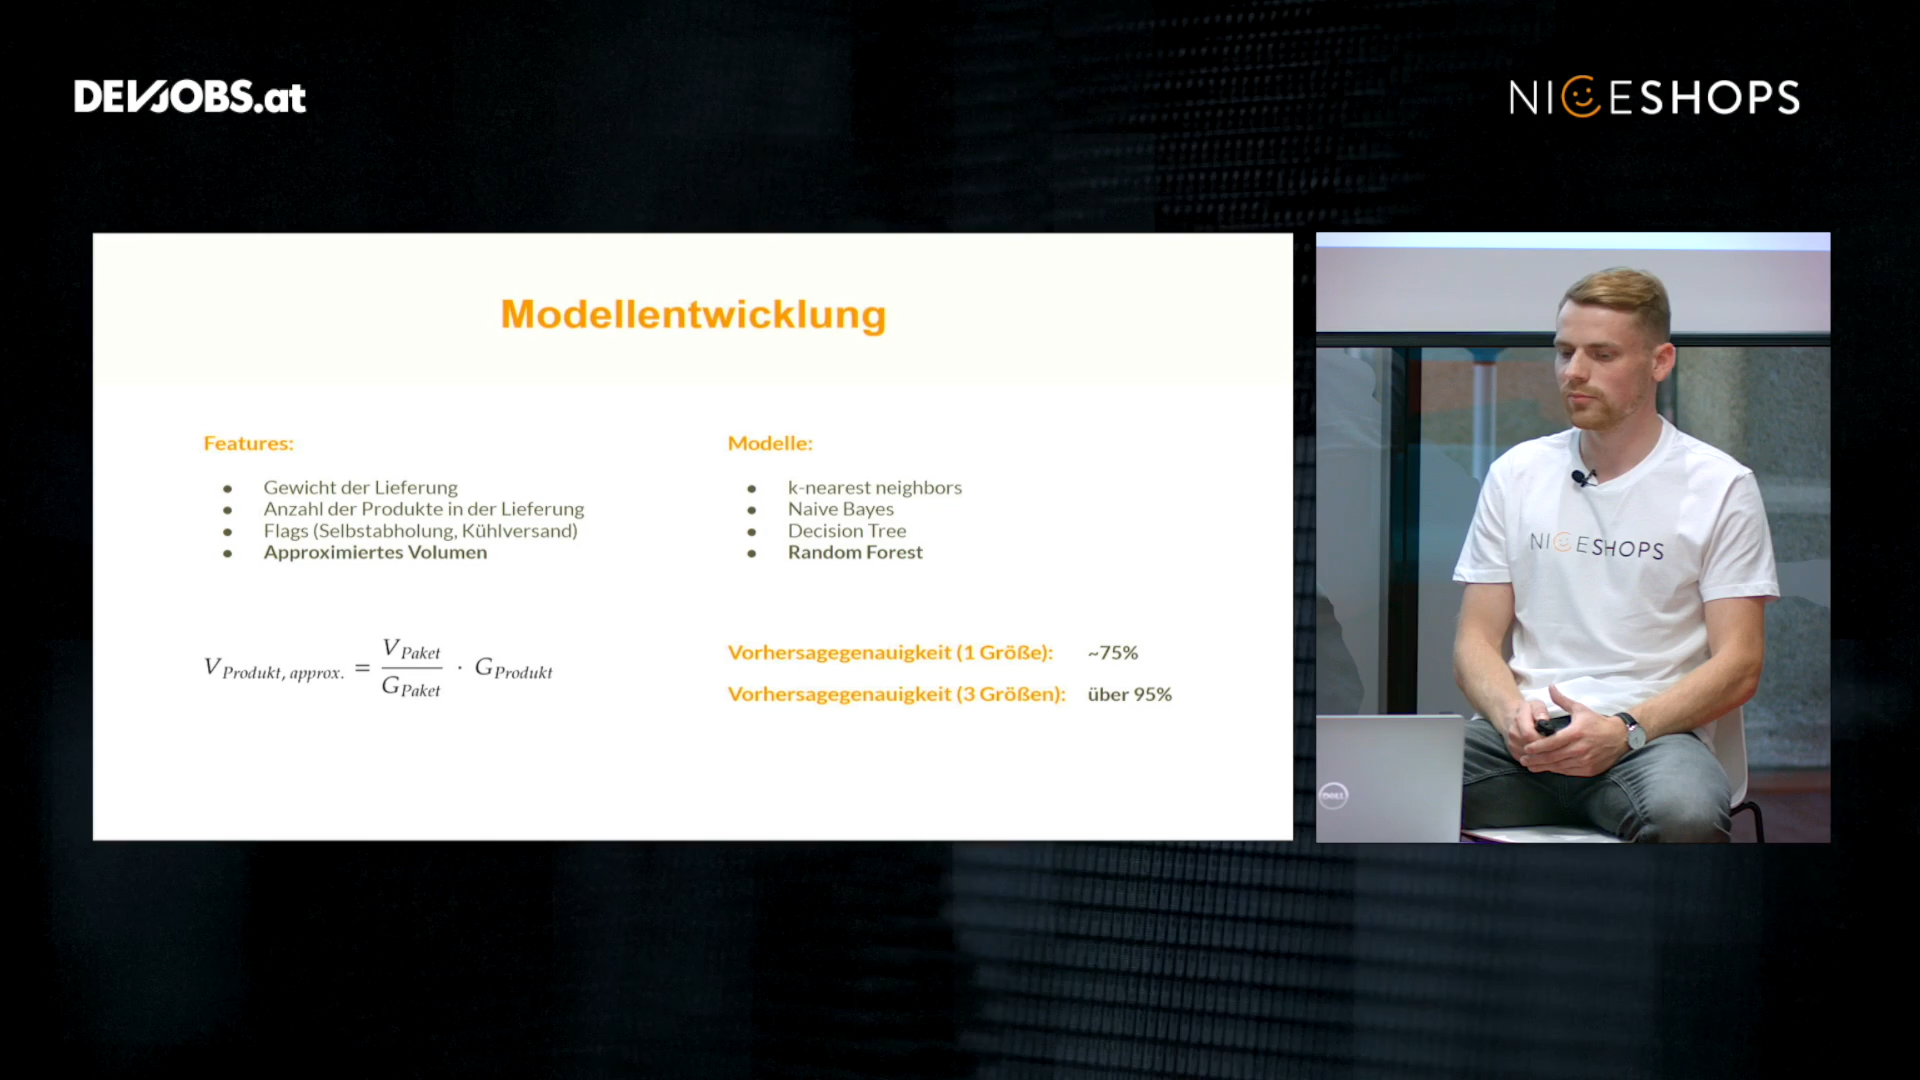 DEVJOBS.at
NICESHOPS
Modellentwicklung
Features:
● Gewicht der Lieferung
● Anzahl der Produkte in der Lieferung
● Flags (Selbstabholung, Kühlversand)
● Approximiertes Volumen
V Produkt, approx. = V Paket / G Paket · G Produkt
Modelle:
● k-nearest neighbors
● Naive Bayes
● Decision Tree
● Random Forest
Vorhersagegenauigkeit (1 Größe): ~75%
Vorhersagegenauigkeit (3 Größen): über 95%
NICESHOPS
DELL